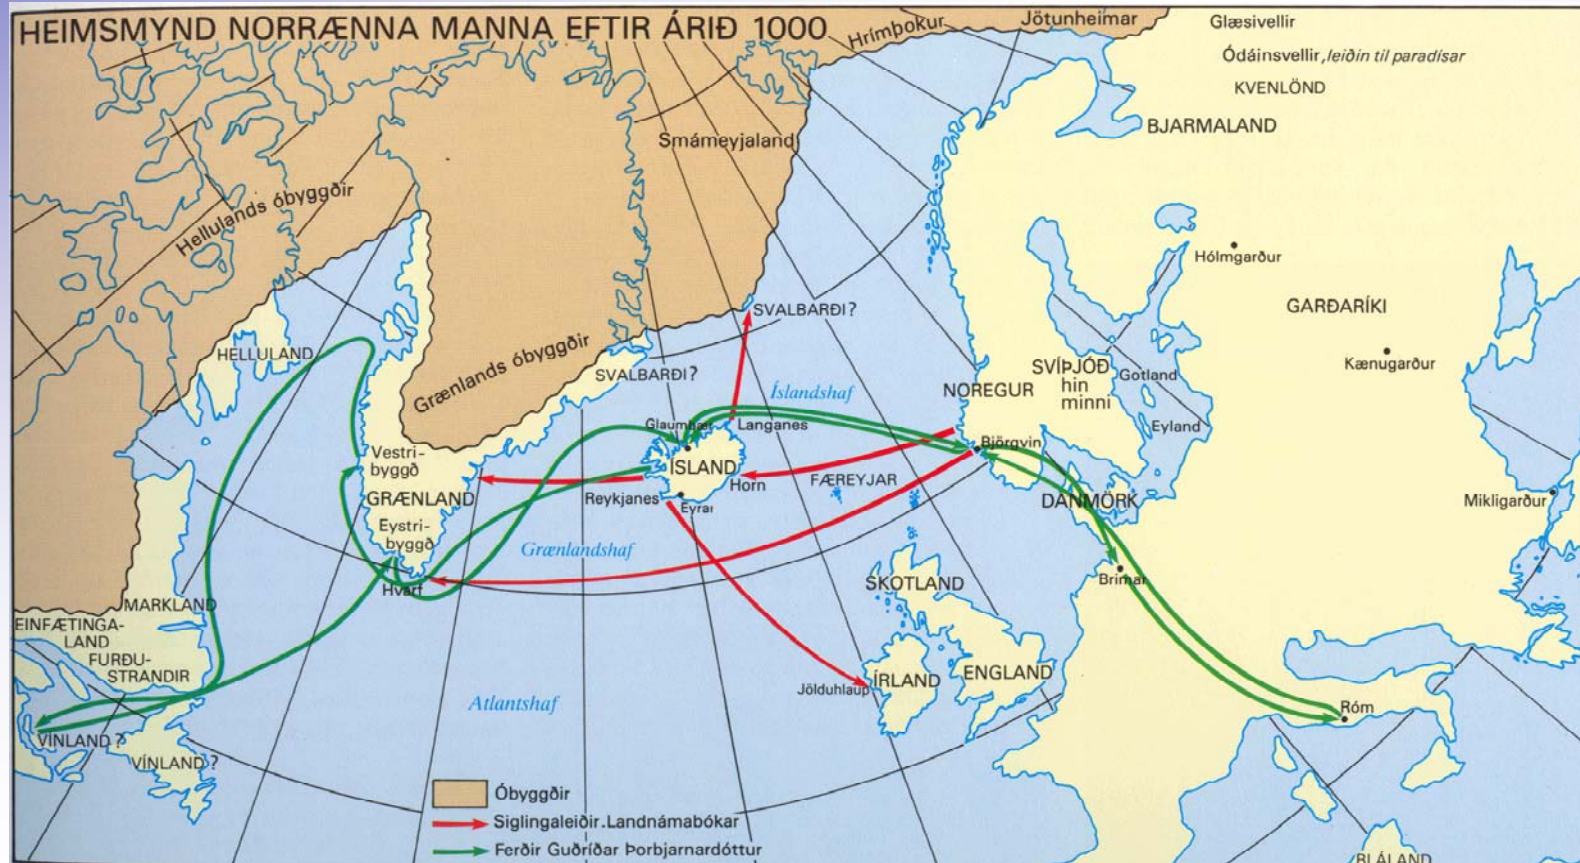 HEIMSMYND NORRÆNNA MANNA EFTIR ÁRIÐ 1000
Hrímþokur
Jötunheimar
Glæsivellir
Ódáinsvellir, leiðin til paradísar
KVENLÖND
BJARMALAND
Smámeyjaland
Hellulands óbyggðir
Grænlands óbyggðir
Hólmgarður
GARÐARÍKI
Kænugarður
SVALBARÐI?
SVALBARÐI?
HELLULAND
NOREGUR
SVÍÞJÓÐ
hin
minni
Gotland
Eyland
Íslandshaf
Glaumbær
Langanes
Björgvin
Vestri-
byggð
GRÆNLAND
Eystri-
byggð
Hvarf
ÍSLAND
Reykjanes
Eyrar
Horn
FÆREYJAR
DANMÖRK
Mikligarður
Grænlandshaf
SKOTLAND
Brimar
MARKLAND
EINFÆTINGA-
LAND
FURÐU-
STRANDIR
Jölduhlaup
ÍRLAND
ENGLAND
Atlantshaf
Róm
VÍNLAND?
VÍNLAND?
Óbyggðir
Siglingaleiðir.Landnámabókar
Ferðir Guðríðar Þorbjarnardóttur
BLÁLAND